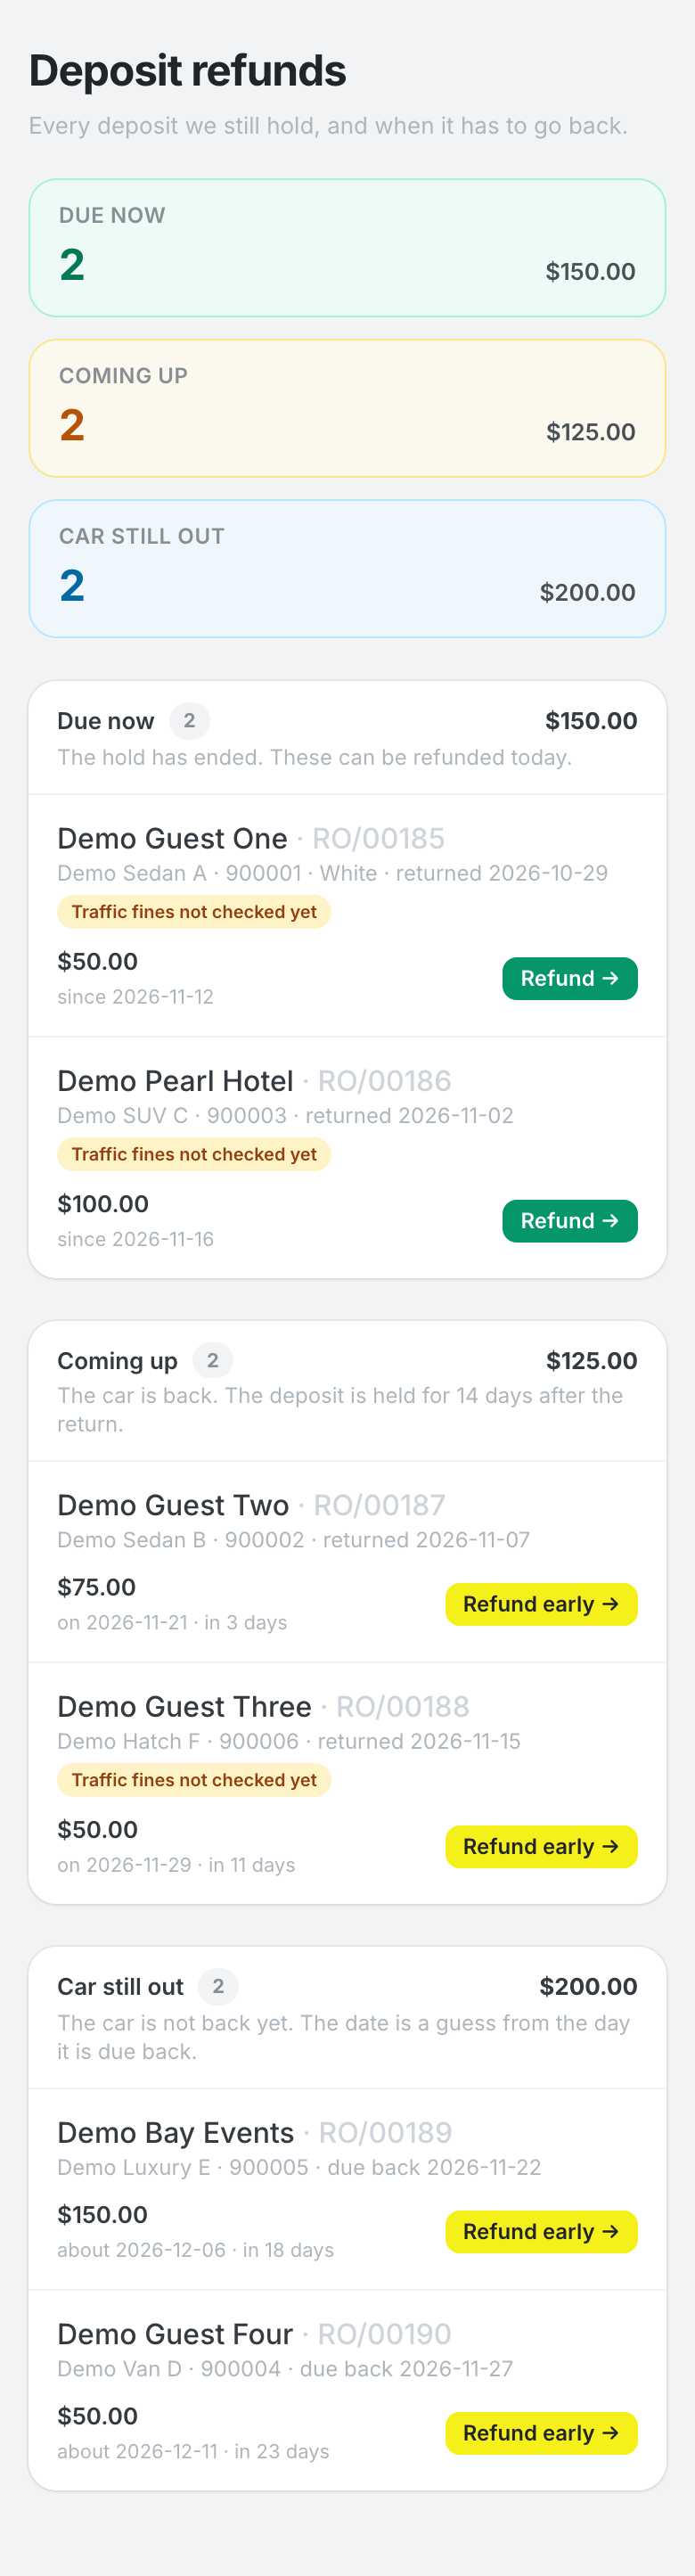 Deposit refunds
Every deposit we still hold, and when it has to go back.
DUE NOW
2
$150.00
COMING UP
2
$125.00
CAR STILL OUT
2
$200.00
Due now 2 $150.00
The hold has ended. These can be refunded today.
Demo Guest One · RO/00185
Demo Sedan A · 900001 · White · returned 2026-10-29
Traffic fines not checked yet
$50.00
since 2026-11-12
Refund →
Demo Pearl Hotel · RO/00186
Demo SUV C · 900003 · returned 2026-11-02
Traffic fines not checked yet
$100.00
since 2026-11-16
Refund →
Coming up 2 $125.00
The car is back. The deposit is held for 14 days after the
return.
Demo Guest Two · RO/00187
Demo Sedan B · 900002 · returned 2026-11-07
$75.00
on 2026-11-21 · in 3 days
Refund early →
Demo Guest Three · RO/00188
Demo Hatch F · 900006 · returned 2026-11-15
Traffic fines not checked yet
$50.00
on 2026-11-29 · in 11 days
Refund early →
Car still out 2 $200.00
The car is not back yet. The date is a guess from the day
it is due back.
Demo Bay Events · RO/00189
Demo Luxury E · 900005 · due back 2026-11-22
$150.00
about 2026-12-06 · in 18 days
Refund early →
Demo Guest Four · RO/00190
Demo Van D · 900004 · due back 2026-11-27
$50.00
about 2026-12-11 · in 23 days
Refund early →